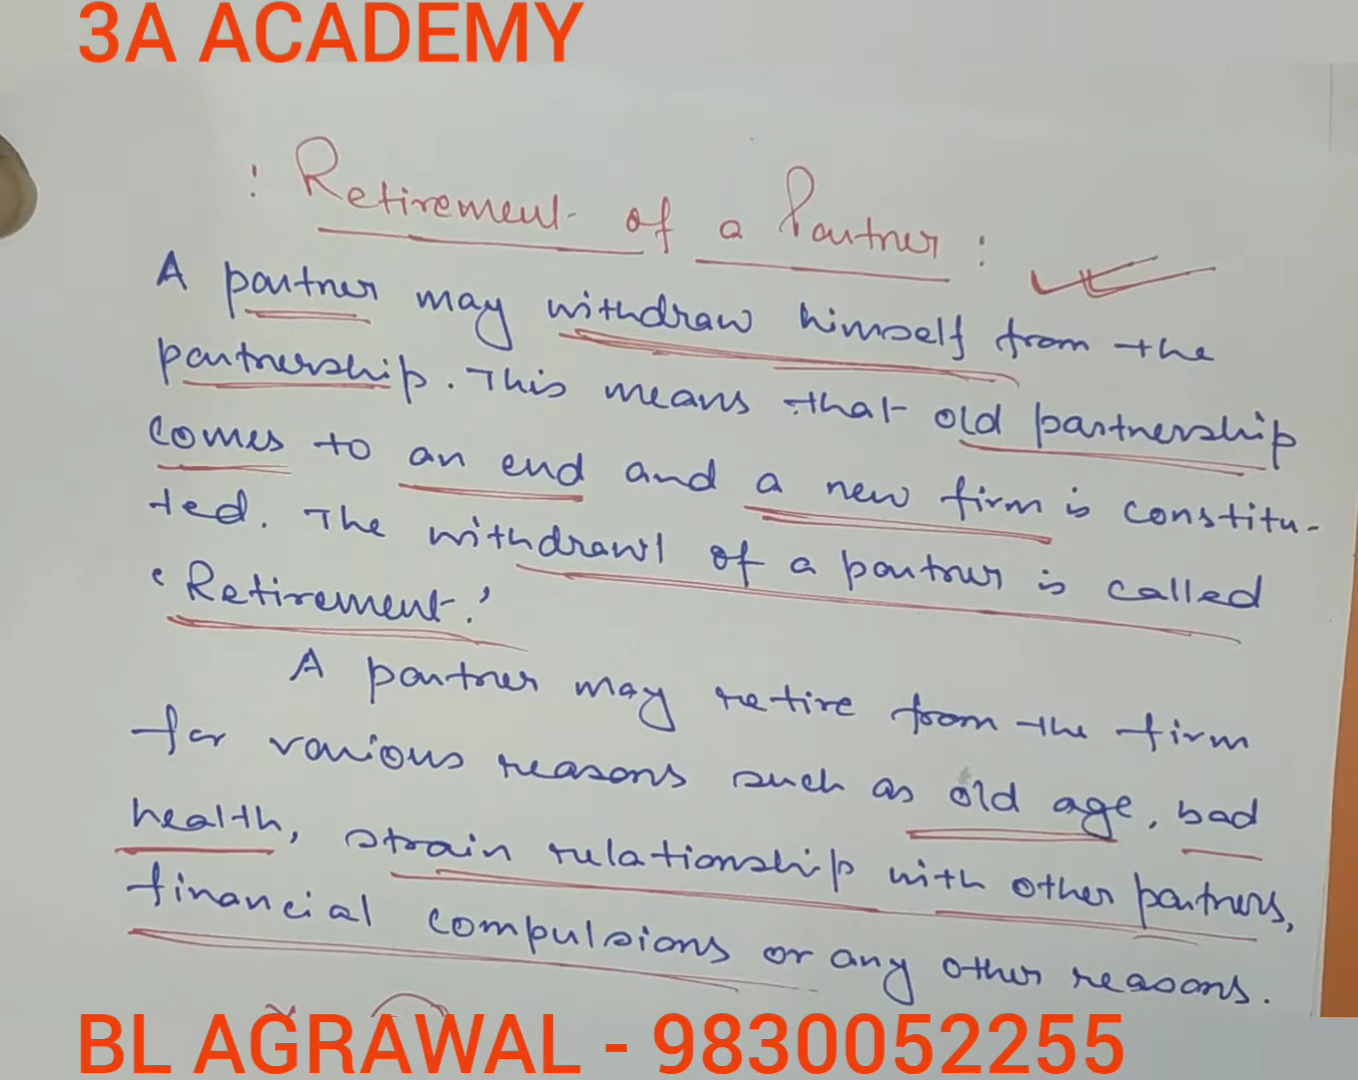 3A ACADEMY
: Retirement of a Partner :
A partner may withdraw himself from the
partnership. This means that old partnership
comes to an end and a new firm is constitu-
ted. The withdrawl of a partner is called
‘Retirement.’
A partner may retire from the firm
for various reasons such as old age, bad
health, strain relationship with other partners,
financial compulsions or any other reasons.
BL AGRAWAL - 9830052255